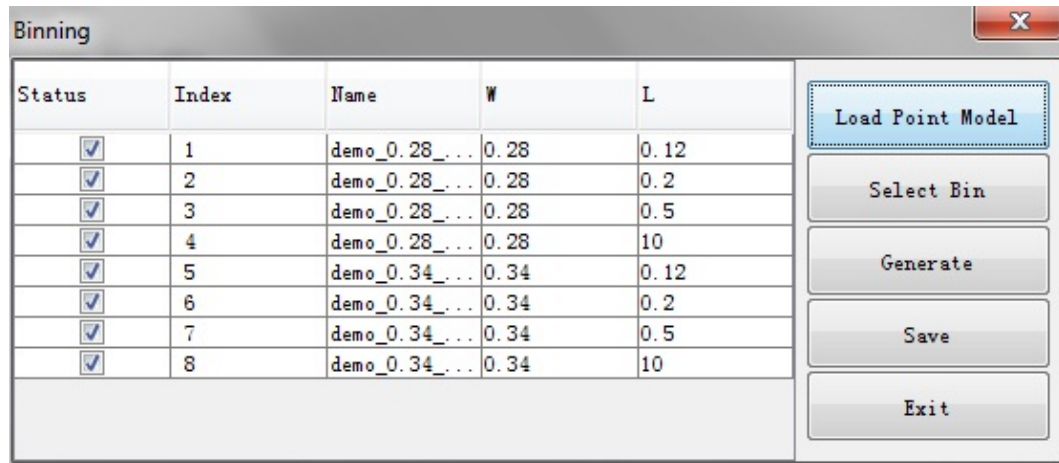 Binning
Status Index Name W L
1 demo_0.28_... 0.28 0.12
2 demo_0.28_... 0.28 0.2
3 demo_0.28_... 0.28 0.5
4 demo_0.28_... 0.28 10
5 demo_0.34_... 0.34 0.12
6 demo_0.34_... 0.34 0.2
7 demo_0.34_... 0.34 0.5
8 demo_0.34_... 0.34 10
Load Point Model
Select Bin
Generate
Save
Exit